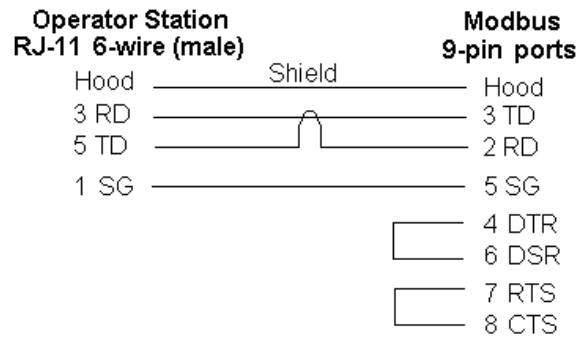 Operator Station
RJ-11 6-wire (male)
Modbus
9-pin ports
Hood Shield Hood
3 RD 3 TD
5 TD 2 RD
1 SG 5 SG
4 DTR
6 DSR
7 RTS
8 CTS